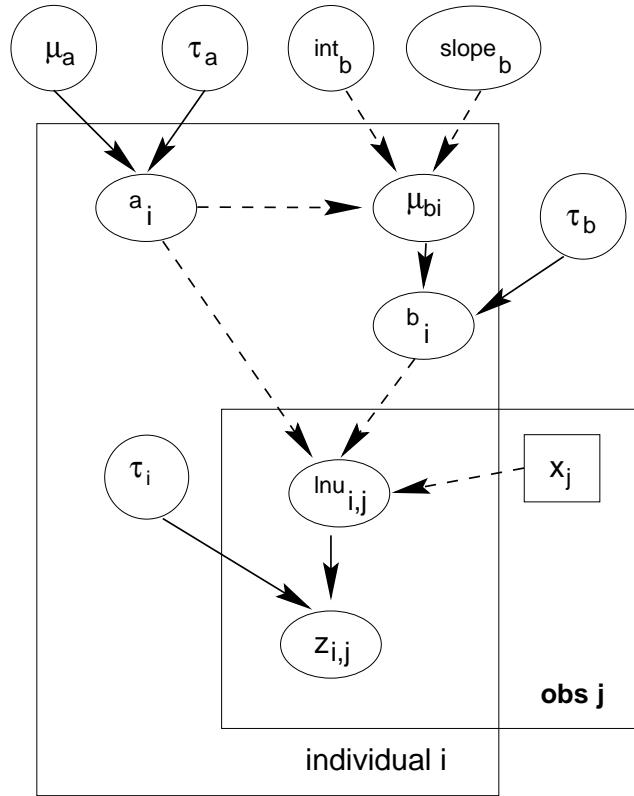 μa
τa
intb
slopeb
ai
μbi
τb
bi
τi
lnui,j
xj
zi,j
obs j
individual i